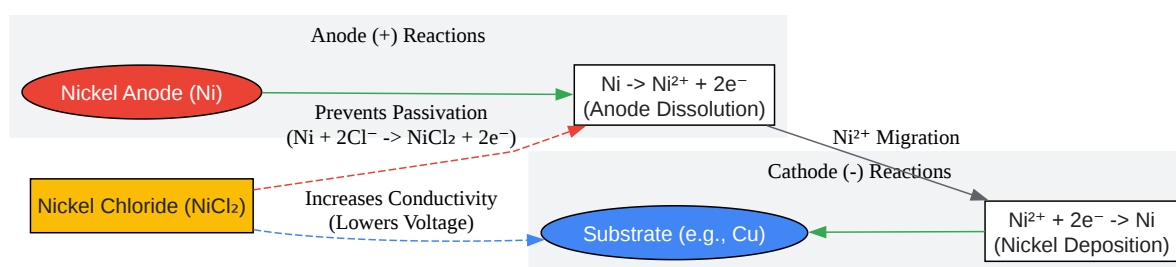 Anode (+) Reactions
Nickel Anode (Ni)
Ni -> Ni²⁺ + 2e⁻
(Anode Dissolution)
Prevents Passivation
(Ni + 2Cl⁻ -> NiCl₂ + 2e⁻)
Ni²⁺ Migration
Cathode (-) Reactions
Nickel Chloride (NiCl₂)
Increases Conductivity
(Lowers Voltage)
Substrate (e.g., Cu)
Ni²⁺ + 2e⁻ -> Ni
(Nickel Deposition)